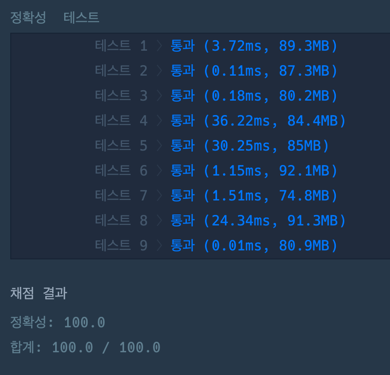 정확성 테스트
테스트 1 > 통과 (3.72ms, 89.3MB)
테스트 2 > 통과 (0.11ms, 87.3MB)
테스트 3 > 통과 (0.18ms, 80.2MB)
테스트 4 > 통과 (36.22ms, 84.4MB)
테스트 5 > 통과 (30.25ms, 85MB)
테스트 6 > 통과 (1.15ms, 92.1MB)
테스트 7 > 통과 (1.51ms, 74.8MB)
테스트 8 > 통과 (24.34ms, 91.3MB)
테스트 9 > 통과 (0.01ms, 80.9MB)
채점 결과
정확성: 100.0
합계: 100.0 / 100.0